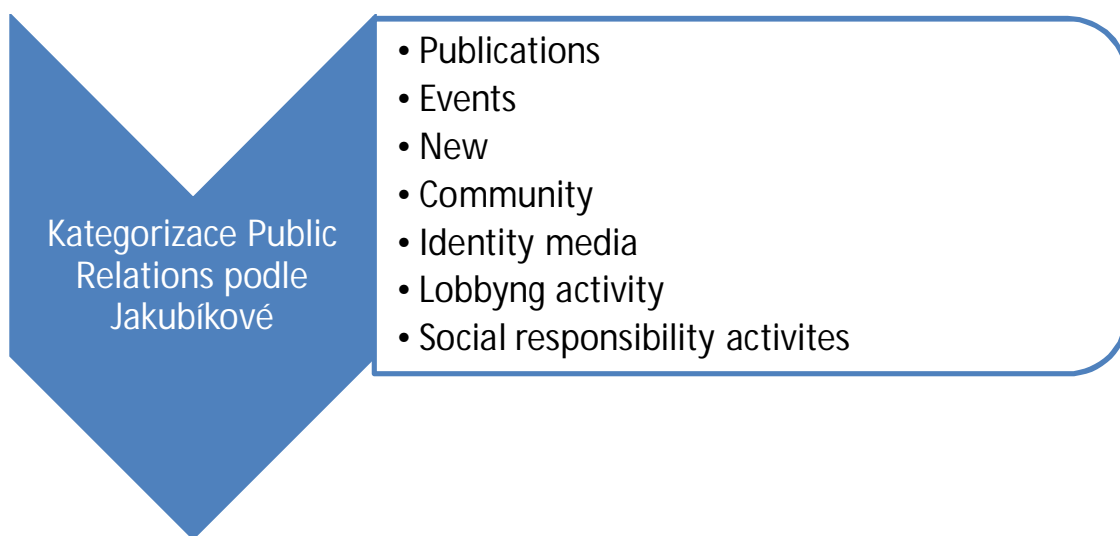 Kategorizace Public
Relations podle
Jakubíkové
• Publications
• Events
• New
• Community
• Identity media
• Lobbyng activity
• Social responsibility activites